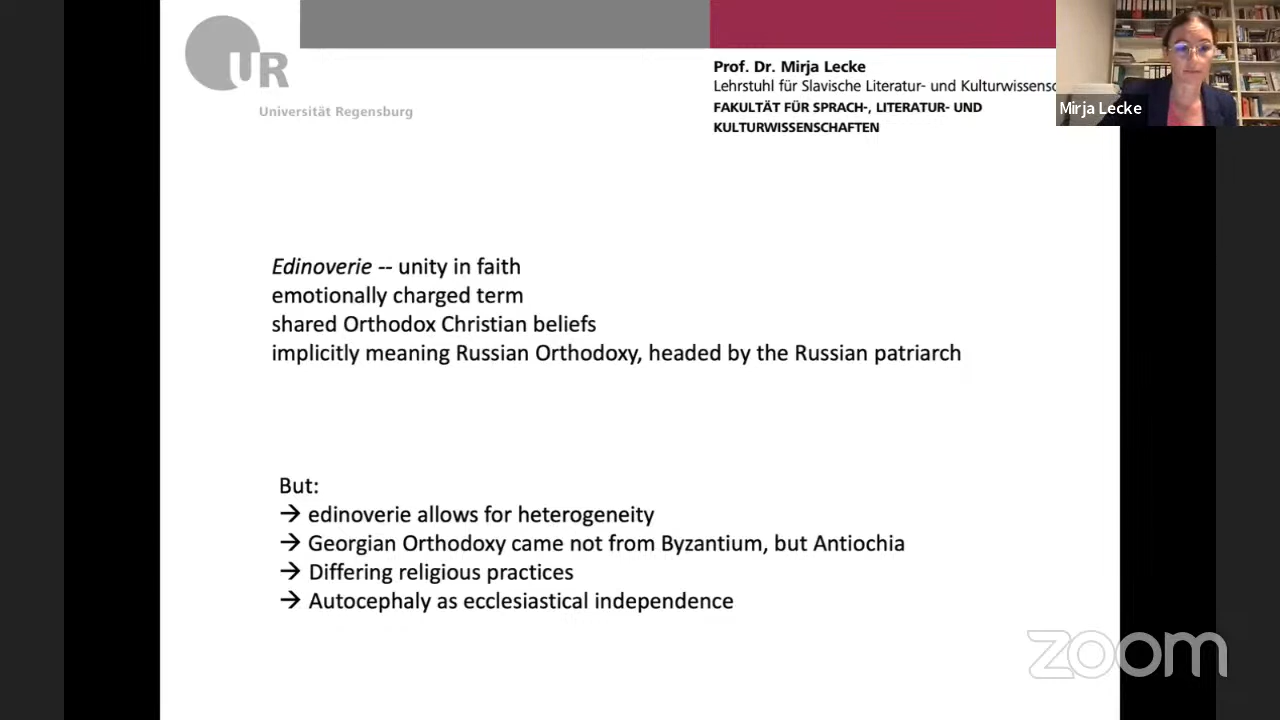 UR
Universität Regensburg
Prof. Dr. Mirja Lecke
Lehrstuhl für Slavische Literatur- und Kulturwissensc
FAKULTÄT FÜR SPRACH-, LITERATUR- UND
KULTURWISSENSCHAFTEN
Mirja Lecke
Edinoverie -- unity in faith
emotionally charged term
shared Orthodox Christian beliefs
implicitly meaning Russian Orthodoxy, headed by the Russian patriarch
But:
→ edinoverie allows for heterogeneity
→ Georgian Orthodoxy came not from Byzantium, but Antiochia
→ Differing religious practices
→ Autocephaly as ecclesiastical independence
zoom